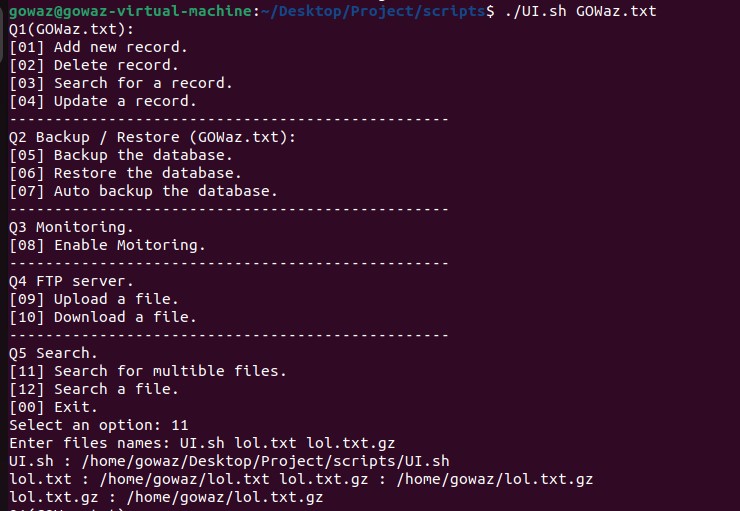 gowaz@gowaz-virtual-machine:~/Desktop/Project/scripts$ ./UI.sh GOWaz.txt
Q1(GOWaz.txt):
[01] Add new record.
[02] Delete record.
[03] Search for a record.
[04] Update a record.
-------------------------------------------------
Q2 Backup / Restore (GOWaz.txt):
[05] Backup the database.
[06] Restore the database.
[07] Auto backup the database.
-------------------------------------------------
Q3 Monitoring.
[08] Enable Moitoring.
-------------------------------------------------
Q4 FTP server.
[09] Upload a file.
[10] Download a file.
-------------------------------------------------
Q5 Search.
[11] Search for multible files.
[12] Search a file.
[00] Exit.
Select an option: 11
Enter files names: UI.sh lol.txt lol.txt.gz
UI.sh : /home/gowaz/Desktop/Project/scripts/UI.sh
lol.txt : /home/gowaz/lol.txt lol.txt.gz : /home/gowaz/lol.txt.gz
lol.txt.gz : /home/gowaz/lol.txt.gz